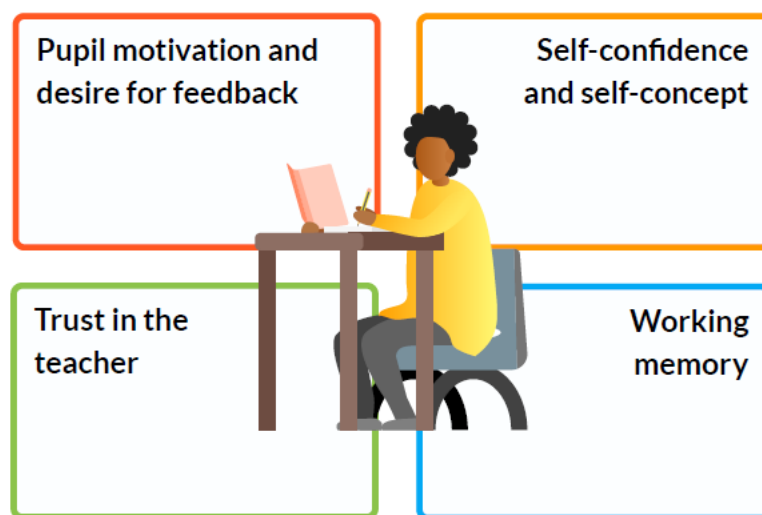 Pupil motivation and
desire for feedback
Self-confidence
and self-concept
Trust in the
teacher
Working
memory